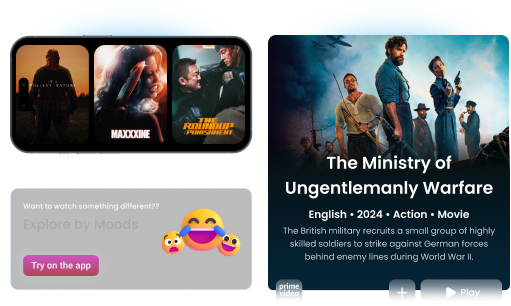 IN A
VIOLENT NATURE
MAXXXINE
THE
ROUNDUP
:PUNISHMENT
Want to watch something different??
Explore by Moods
Try on the app
The Ministry of
Ungentlemanly Warfare
English • 2024 • Action • Movie
The British military recruits a small group of highly
skilled soldiers to strike against German forces
behind enemy lines during World War II.
prime
video
+
Play